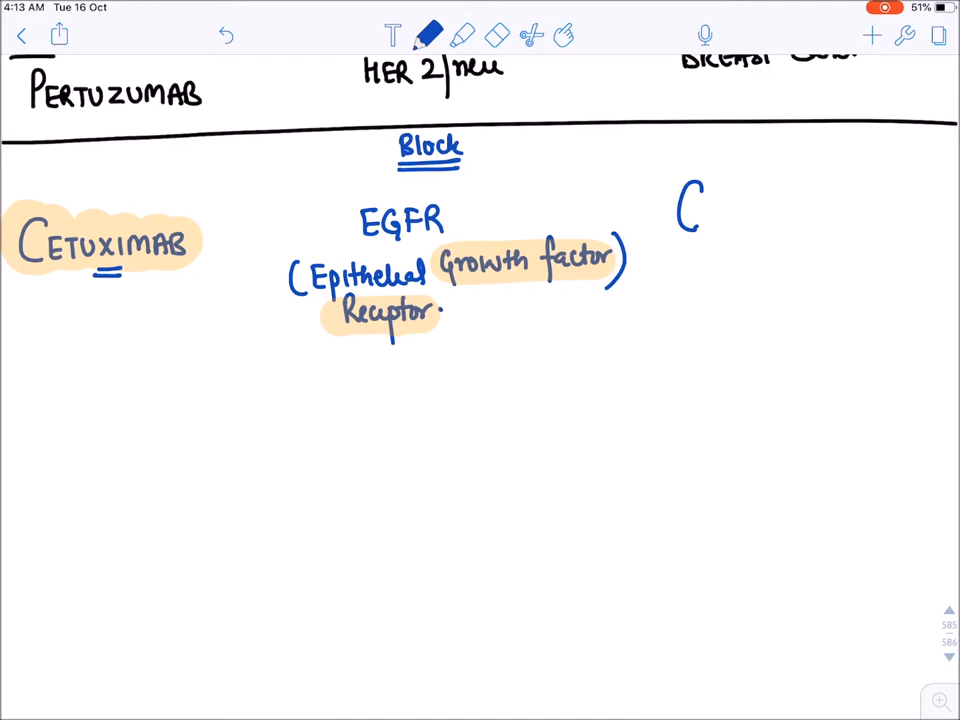 4:13 AM Tue 16 Oct
51%
T
HER 2/neu
PERTUZUMAB
Block
CETUXIMAB
EGFR
C
(Epithelial Growth factor)
Receptor.
585
586